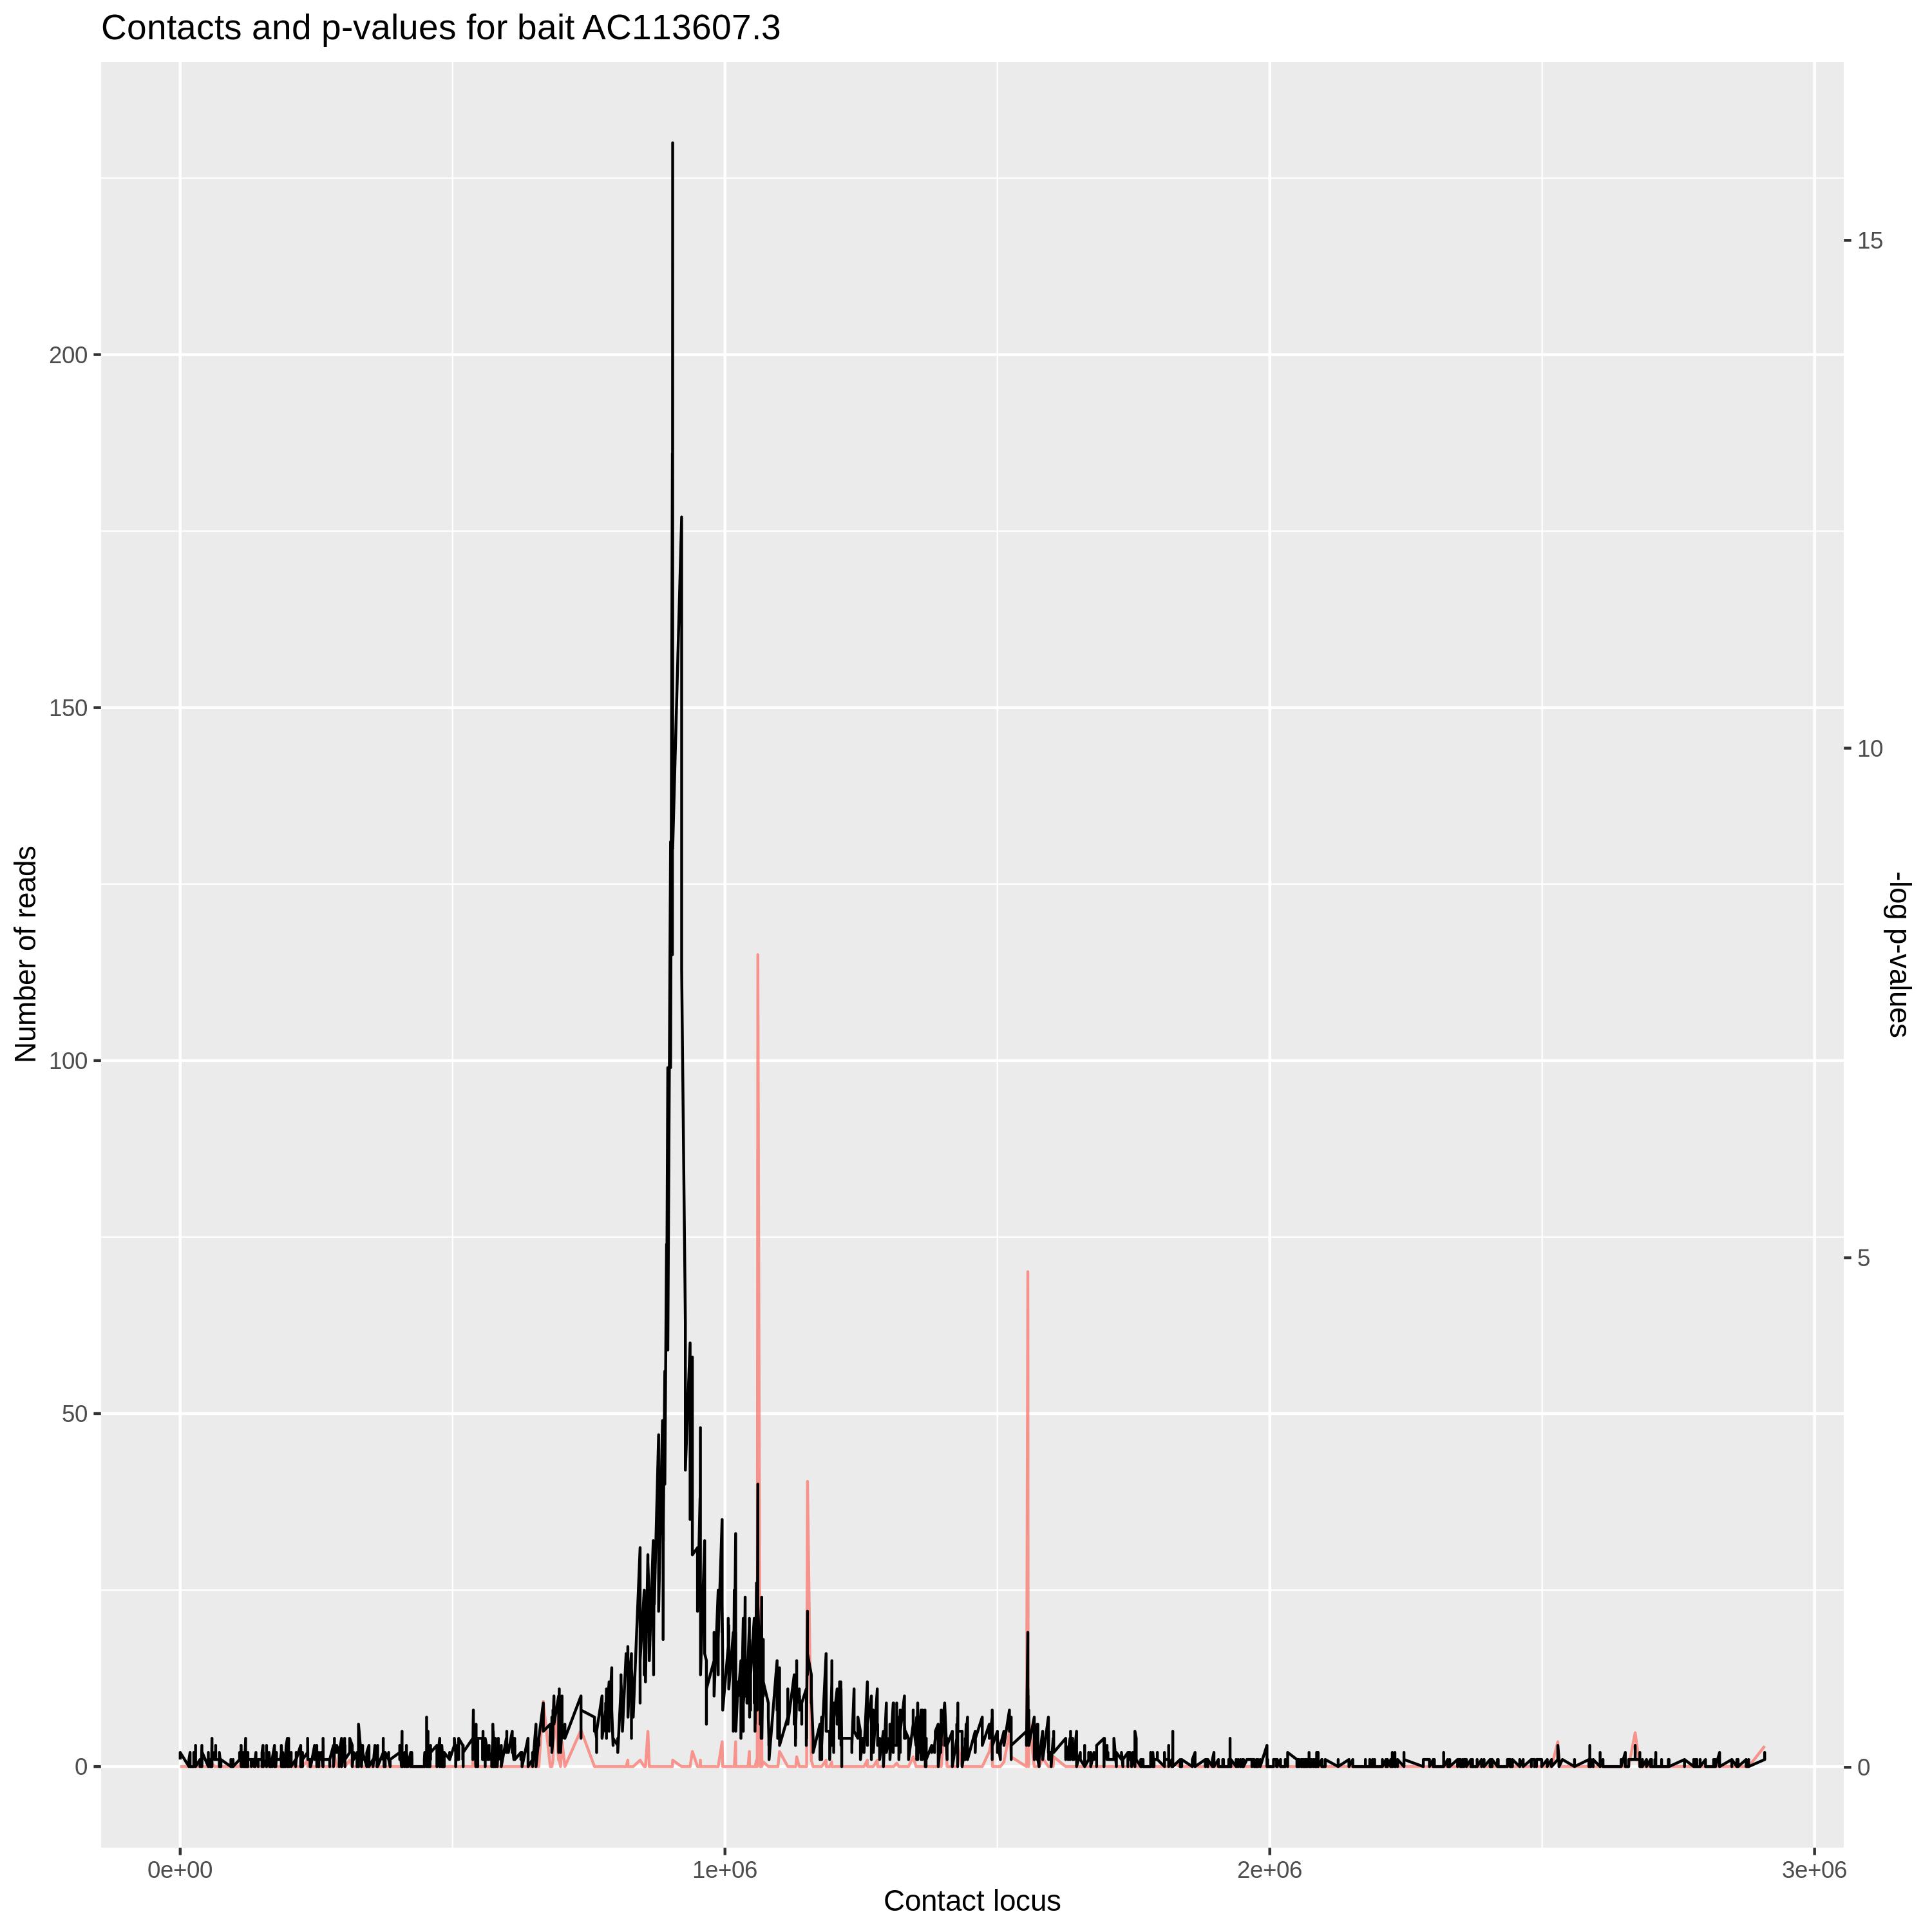 Contacts and p-values for bait AC113607.3
Number of reads
200
150
100
50
0
15
10
5
0
-log p-values
0e+00
1e+06
2e+06
3e+06
Contact locus